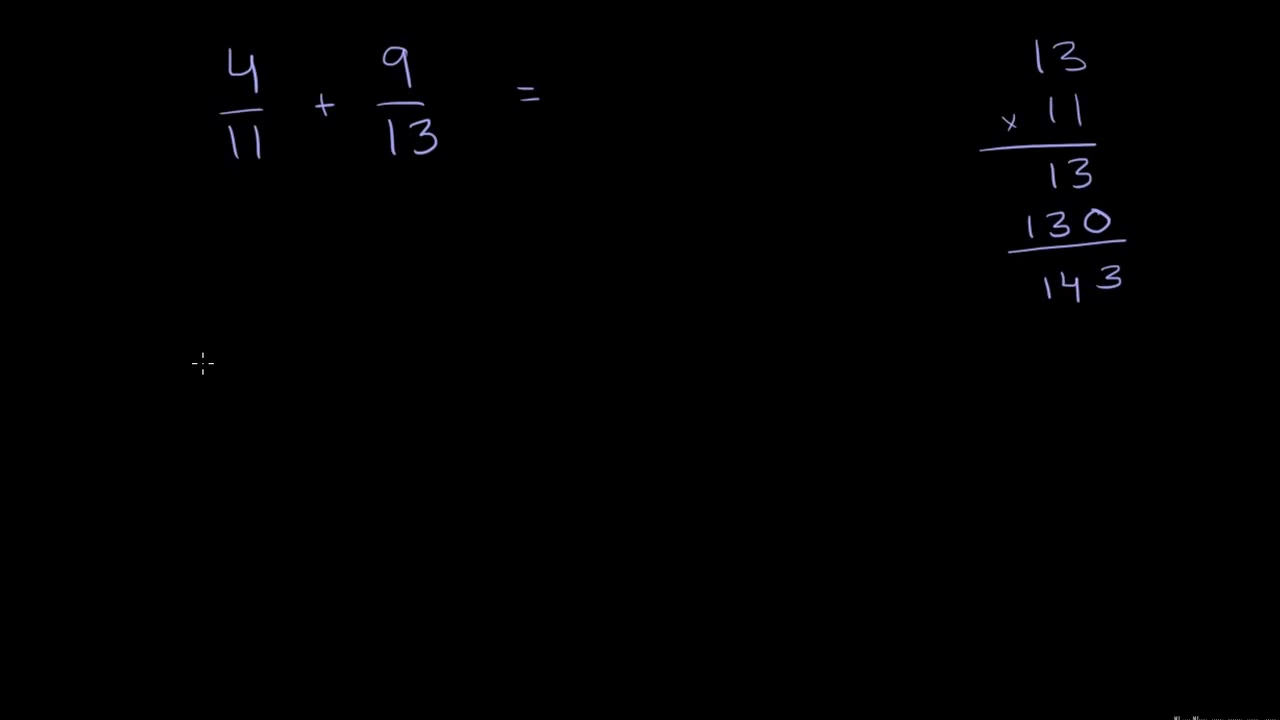 4/11 + 9/13 =
13
x 11
13
130
143